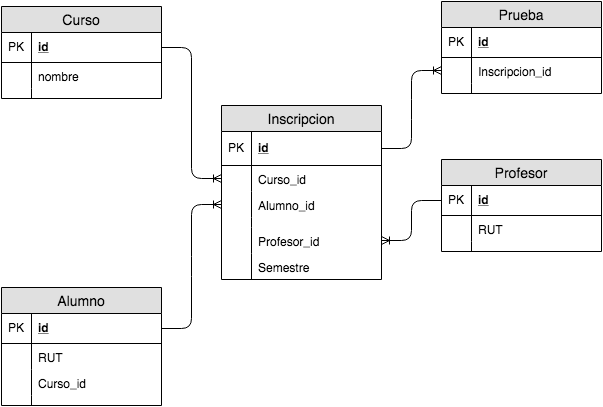 Curso
PK id
nombre
Prueba
PK id
Inscripcion_id
Inscripcion
PK id
Curso_id
Alumno_id
Profesor_id
Semestre
Profesor
PK id
RUT
Alumno
PK id
RUT
Curso_id